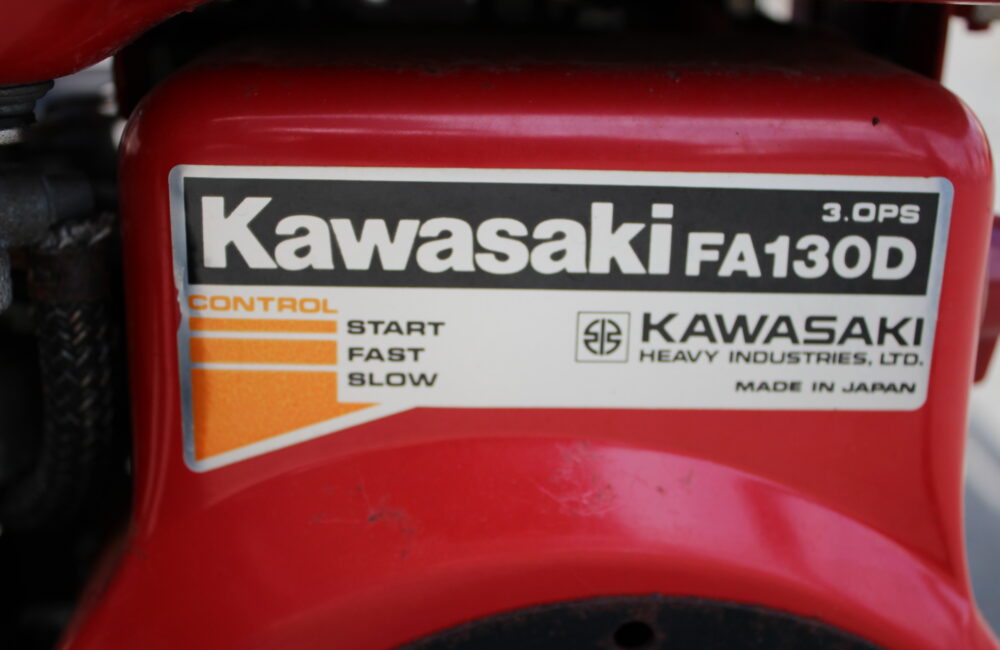 3.0PS
Kawasaki FA130D
CONTROL
START
FAST
SLOW
KAWASAKI
HEAVY INDUSTRIES, LTD.
MADE IN JAPAN